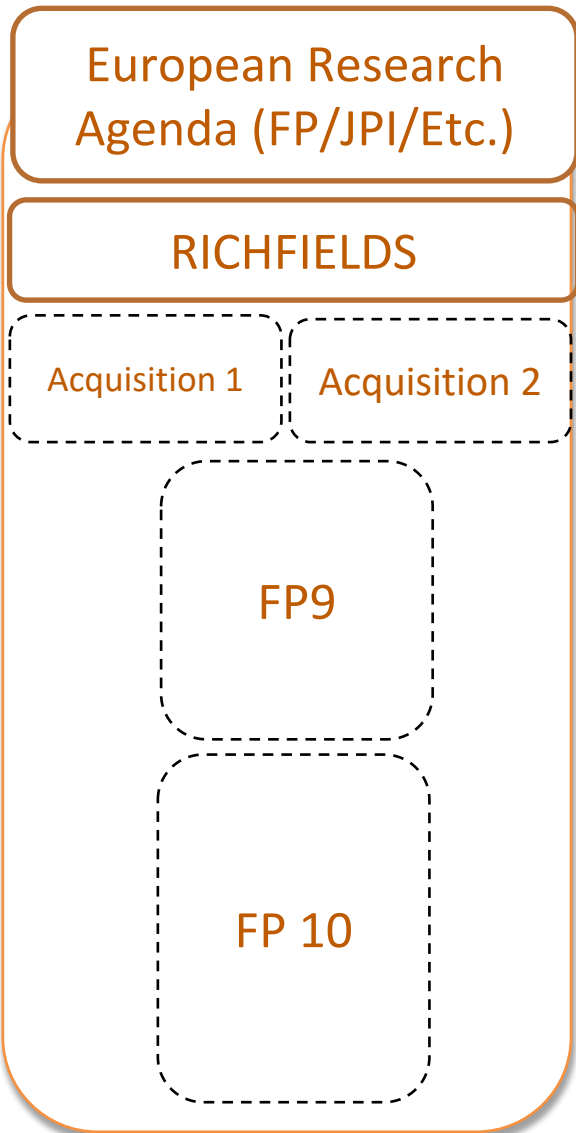 European Research
Agenda (FP/JPI/Etc.)
RICHFIELDS
Acquisition 1
Acquisition 2
FP9
FP 10